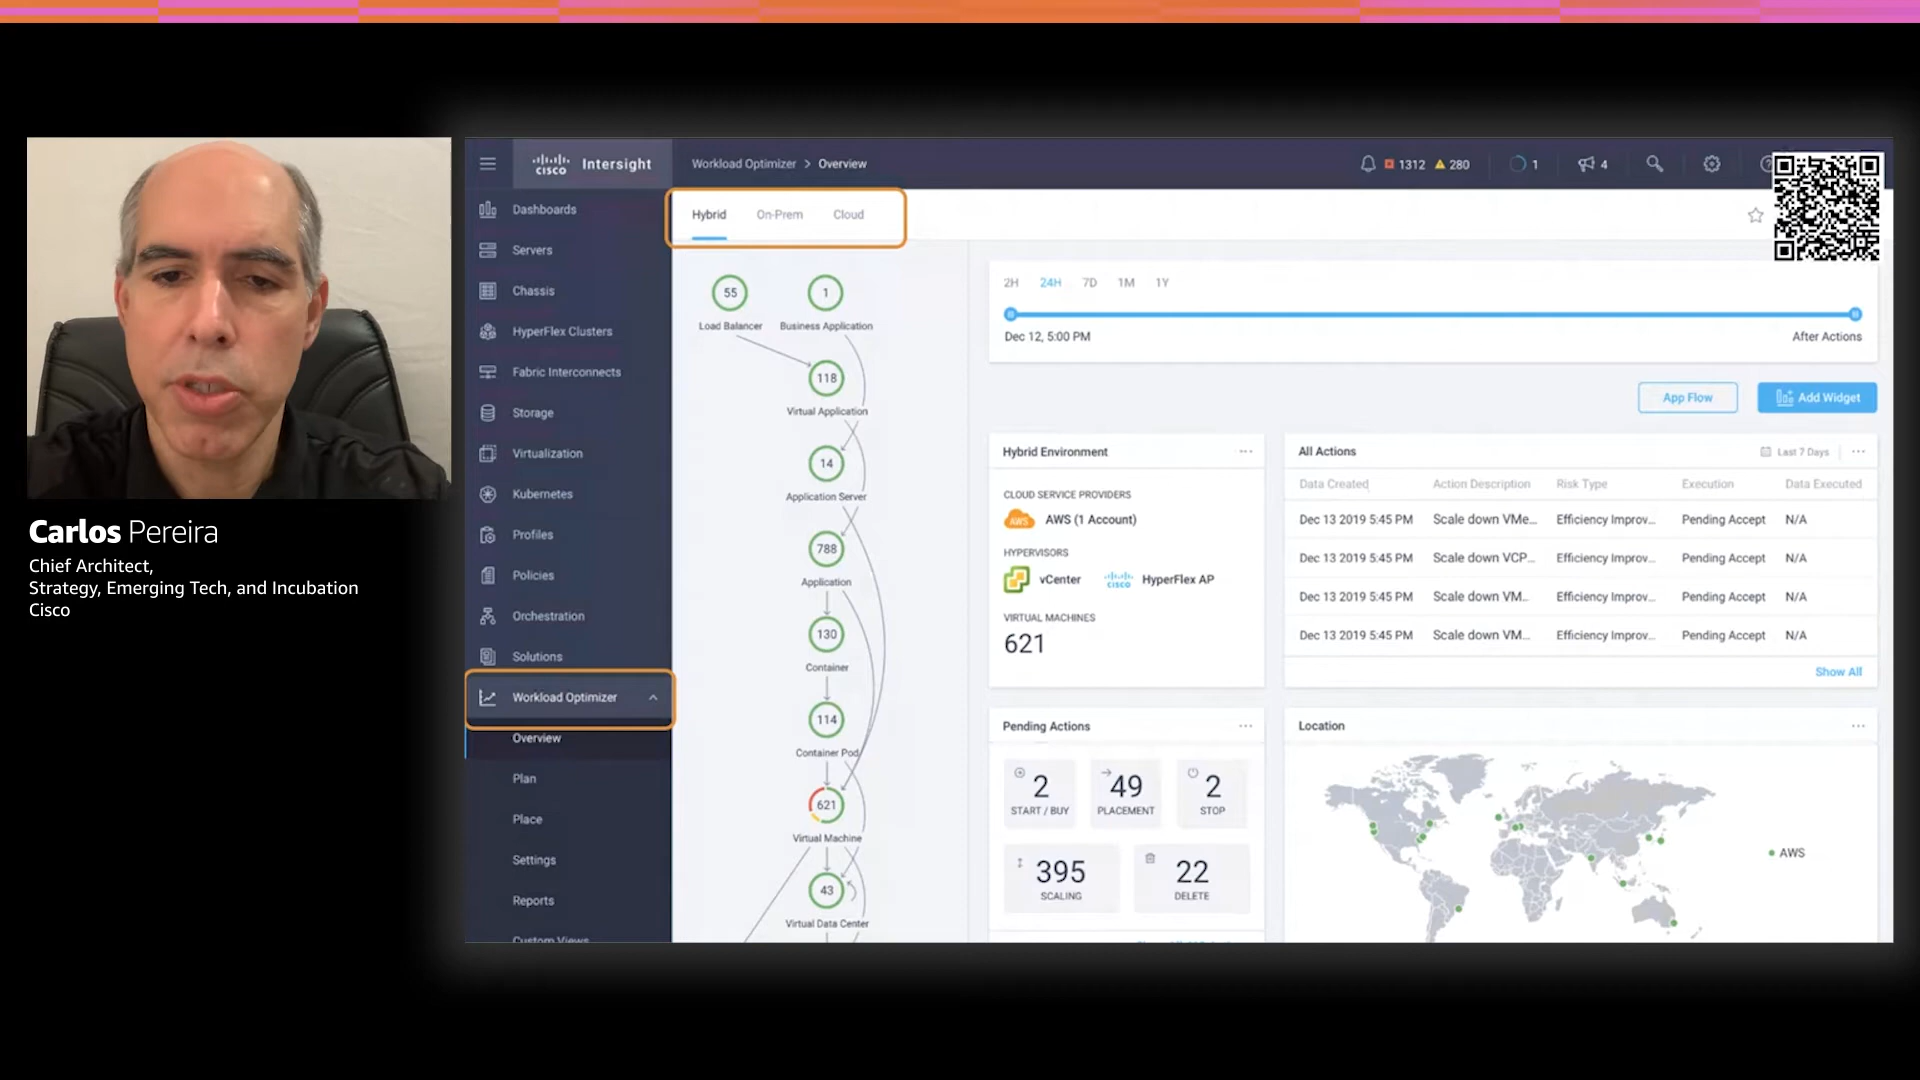 Carlos Pereira
Chief Architect,
Strategy, Emerging Tech, and Incubation
Cisco
CISCO Intersight
Workload Optimizer > Overview
1312 280
1
4
Dashboards
Servers
Chassis
HyperFlex Clusters
Fabric Interconnects
Storage
Virtualization
Kubernetes
Profiles
Policies
Orchestration
Solutions
Workload Optimizer
Overview
Plan
Place
Settings
Reports
Custom Views
Hybrid On-Prem Cloud
55 1
Load Balancer Business Application
118
Virtual Application
14
Application Server
788
Application
130
Container
114
Container Pod
621
Virtual Machine
43
Virtual Data Center
2H 24H 7D 1M 1Y
Dec 12, 5:00 PM After Actions
App Flow Add Widget
Hybrid Environment
CLOUD SERVICE PROVIDERS
AWS AWS (1 Account)
HYPERVISORS
vCenter CISCO HyperFlex AP
VIRTUAL MACHINES
621
All Actions Last 7 Days
Data Created Action Description Risk Type Execution Data Executed
Dec 13 2019 5:45 PM Scale down VMe... Efficiency Improv... Pending Accept N/A
Dec 13 2019 5:45 PM Scale down VCP... Efficiency Improv... Pending Accept N/A
Dec 13 2019 5:45 PM Scale down VM... Efficiency Improv... Pending Accept N/A
Dec 13 2019 5:45 PM Scale down VM... Efficiency Improv... Pending Accept N/A
Show All
Pending Actions
2 49 2
START / BUY PLACEMENT STOP
395 22
SCALING DELETE
Location
AWS